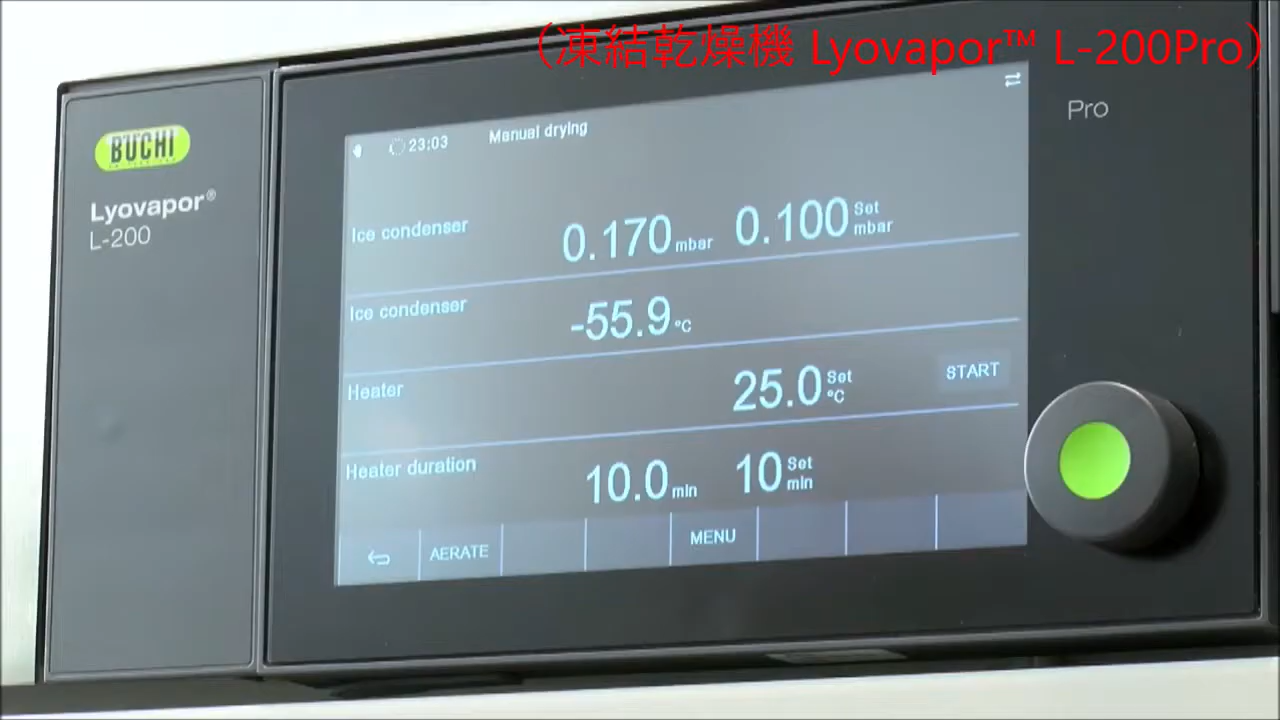 （凍結乾燥機 Lyovapor™ L-200Pro）
BUCHI
Lyovapor®
L-200
Pro
23:03 Manual drying
Ice condenser 0.170 mbar 0.100 Set mbar
Ice condenser -55.9 °C
Heater 25.0 Set °C START
Heater duration 10.0 min 10 Set min
AERATE MENU